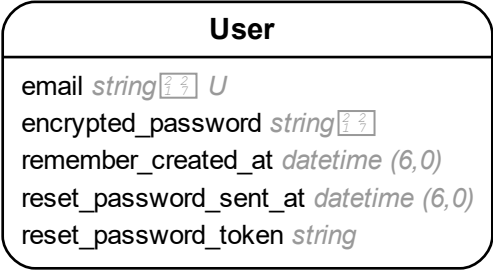 User
email string∗ U
encrypted_password string∗
remember_created_at datetime (6,0)
reset_password_sent_at datetime (6,0)
reset_password_token string